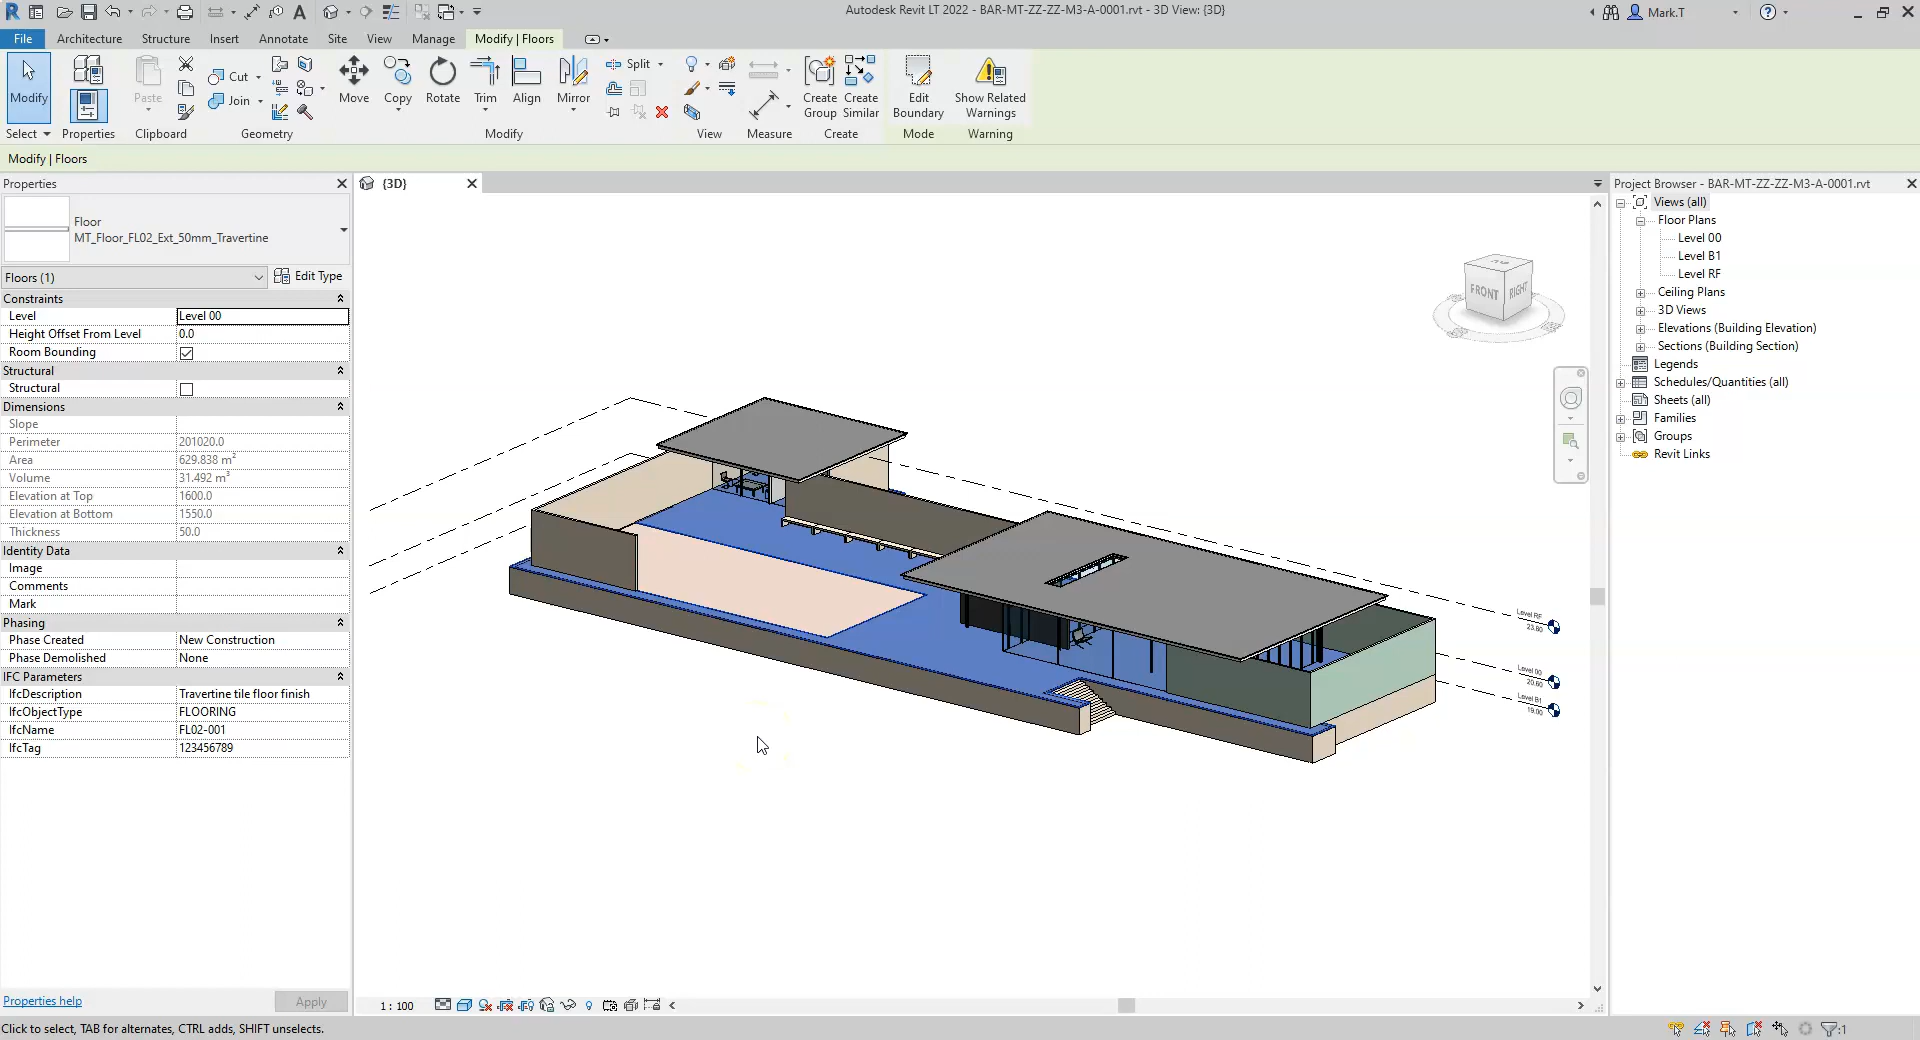 Autodesk Revit LT 2022 - BAR-MT-ZZ-ZZ-M3-A-0001.rvt - 3D View: {3D}
Mark.T
File Architecture Structure Insert Annotate Site View Manage Modify | Floors
Modify
Paste
Cut
Join
Move
Copy
Rotate
Trim
Align
Mirror
Split
Create Group
Create Similar
Edit Boundary
Show Related Warnings
Select Properties Clipboard Geometry Modify View Measure Create Mode Warning
Modify | Floors
Properties
Floor
MT_Floor_FL02_Ext_50mm_Travertine
Floors (1) Edit Type
Constraints
Level Level 00
Height Offset From Level 0.0
Room Bounding
Structural
Structural
Dimensions
Slope
Perimeter 201020.0
Area 629.838 m²
Volume 31.492 m³
Elevation at Top 1600.0
Elevation at Bottom 1550.0
Thickness 50.0
Identity Data
Image
Comments
Mark
Phasing
Phase Created New Construction
Phase Demolished None
IFC Parameters
IfcDescription Travertine tile floor finish
IfcObjectType FLOORING
IfcName FL02-001
IfcTag 123456789
Properties help Apply
{3D}
FRONT RIGHT
Level RF
23.80
Level 00
20.60
Level B1
19.00
1 : 100
Project Browser - BAR-MT-ZZ-ZZ-M3-A-0001.rvt
Views (all)
Floor Plans
Level 00
Level B1
Level RF
Ceiling Plans
3D Views
Elevations (Building Elevation)
Sections (Building Section)
Legends
Schedules/Quantities (all)
Sheets (all)
Families
Groups
Revit Links
Click to select, TAB for alternates, CTRL adds, SHIFT unselects.
:1